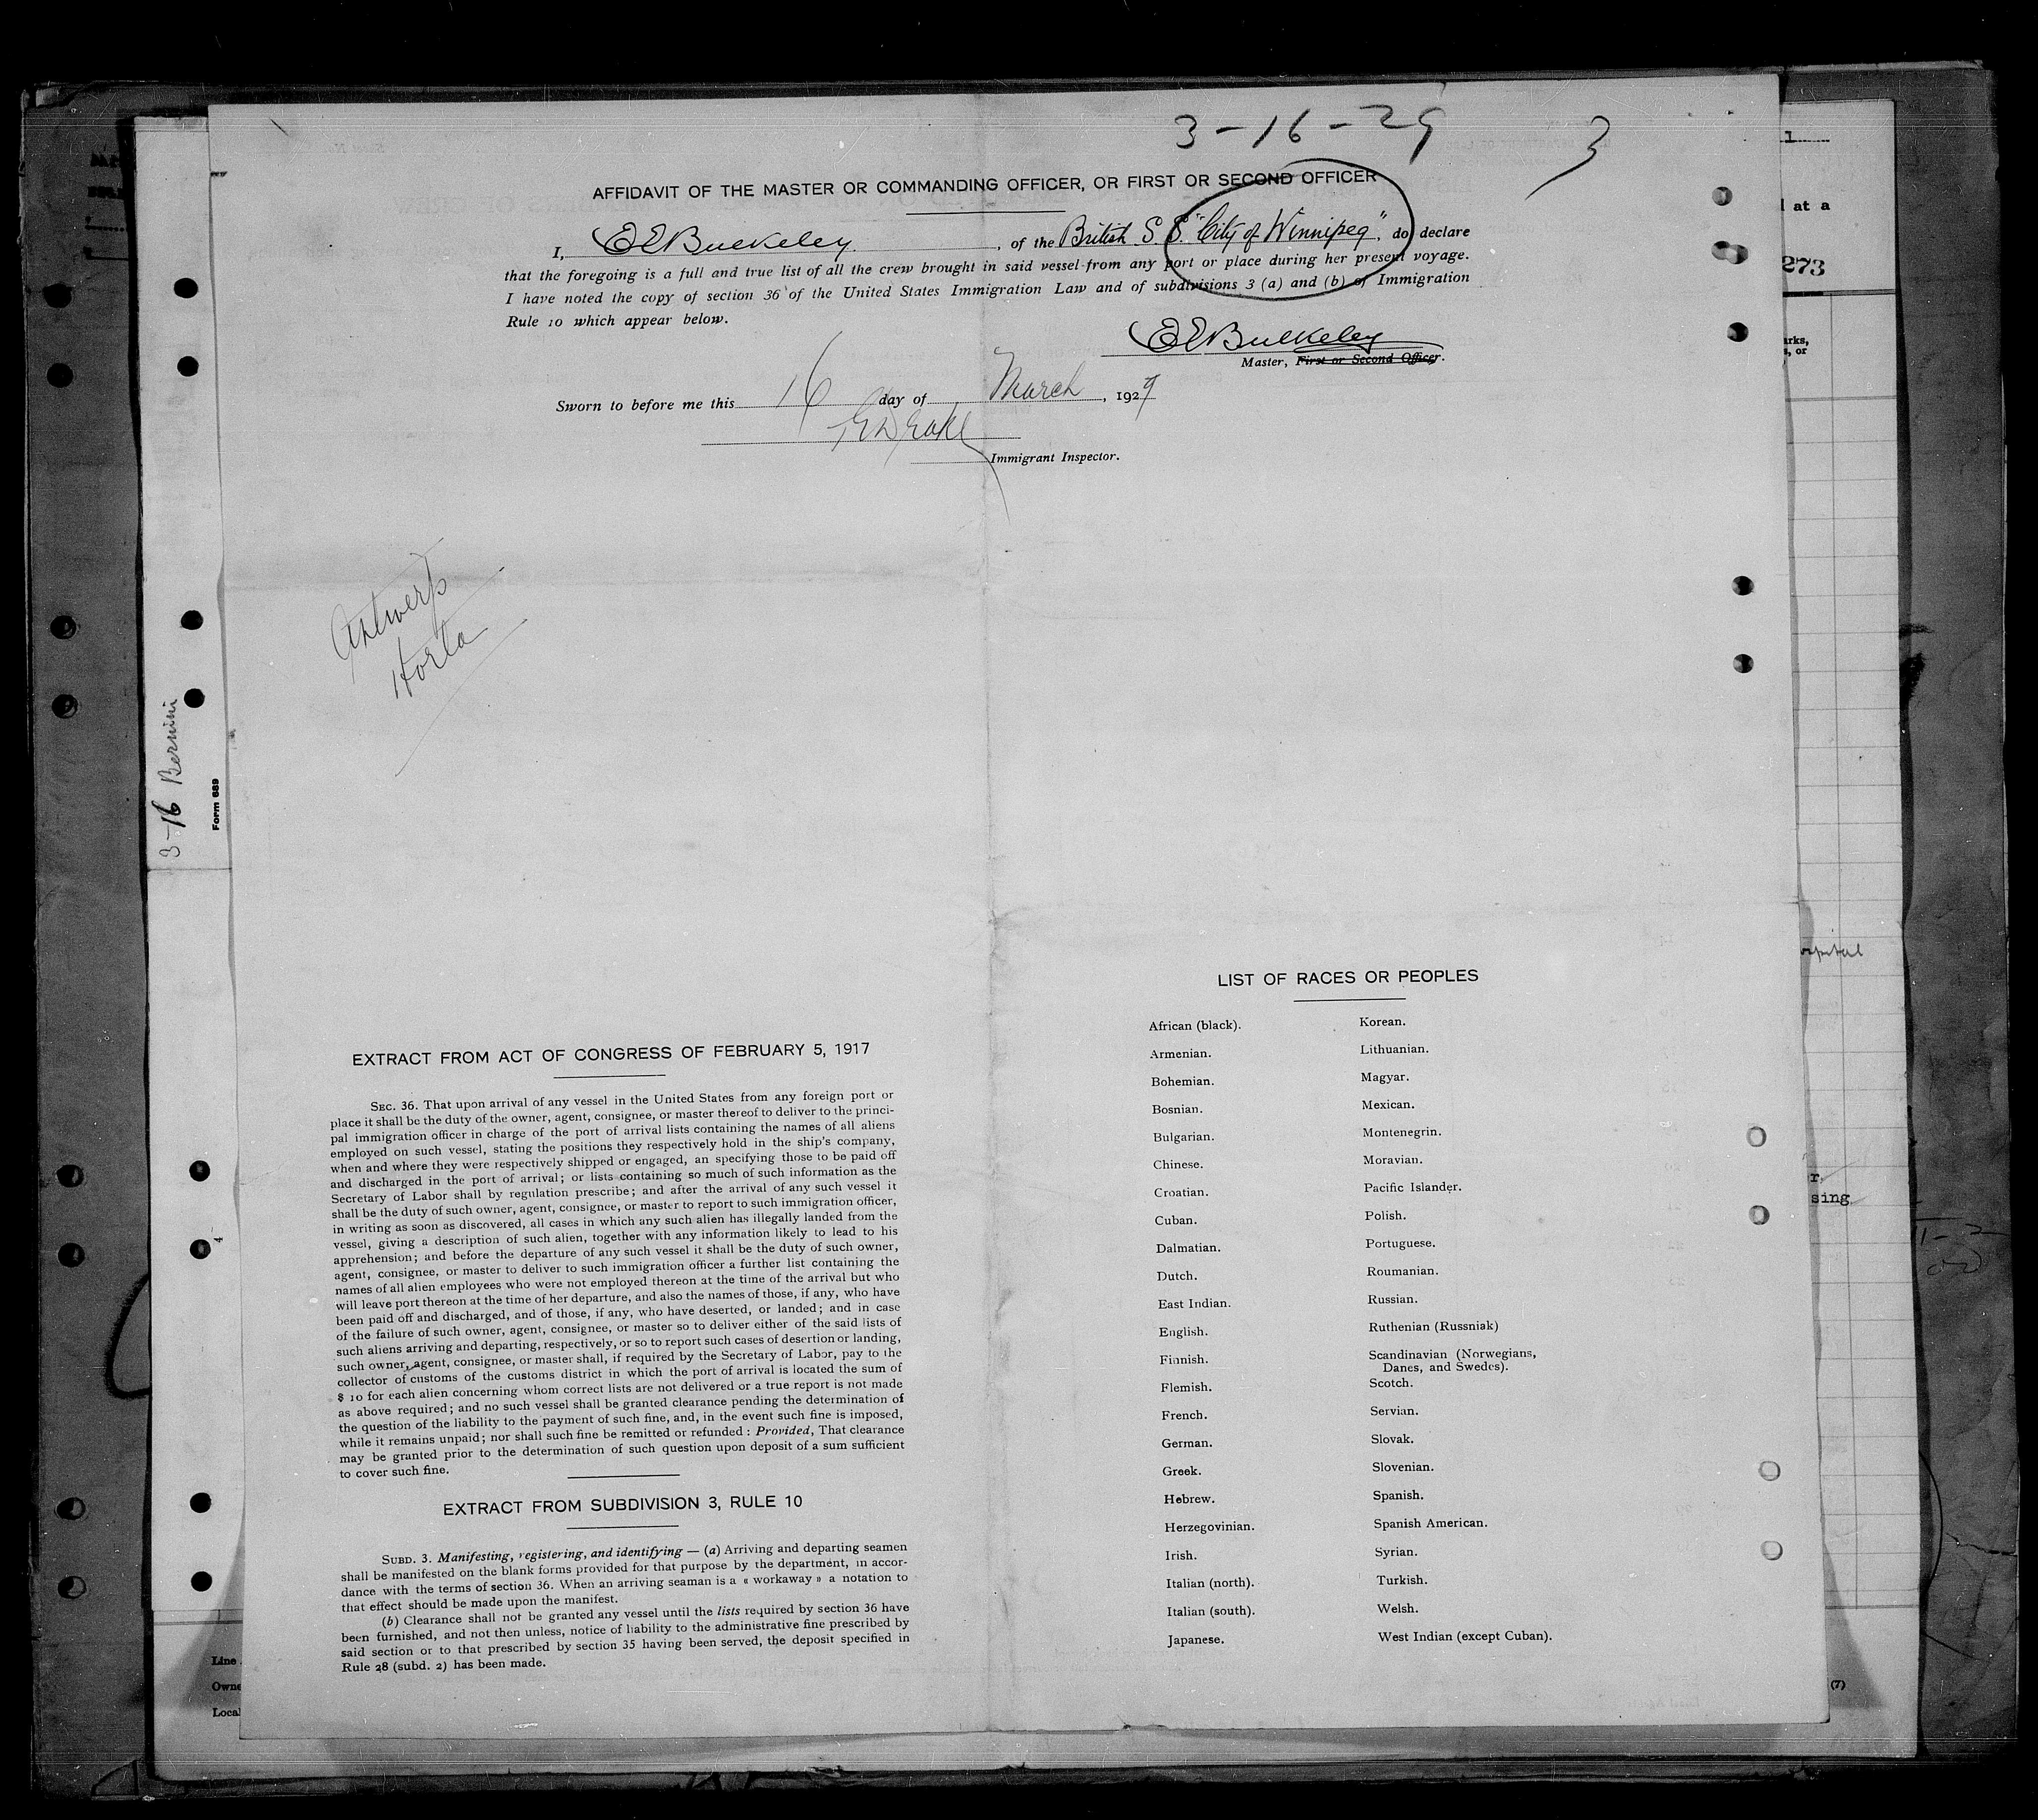 3-16-29
3
AFFIDAVIT OF THE MASTER OR COMMANDING OFFICER, OR FIRST OR SECOND OFFICER
I, E E Bulkeley, of the British S.S. "City of Winnipeg", do declare
that the foregoing is a full and true list of all the crew brought in said vessel from any port or place during her present voyage.
I have noted the copy of section 36 of the United States Immigration Law and of subdivisions 3 (a) and (b) of Immigration
Rule 10 which appear below.
E E Bulkeley
Master, First or Second Officer.
Sworn to before me this 16 day of March, 1929
Drake
Immigrant Inspector.
Antwerp
Horta
3-16 Bernini
Form 689
4
EXTRACT FROM ACT OF CONGRESS OF FEBRUARY 5, 1917
SEC. 36. That upon arrival of any vessel in the United States from any foreign port or
place it shall be the duty of the owner, agent, consignee, or master thereof to deliver to the princi-
pal immigration officer in charge of the port of arrival lists containing the names of all aliens
employed on such vessel, stating the positions they respectively hold in the ship's company,
when and where they were respectively shipped or engaged, an specifying those to be paid off
and discharged in the port of arrival; or lists containing so much of such information as the
Secretary of Labor shall by regulation prescribe; and after the arrival of any such vessel it
shall be the duty of such owner, agent, consignee, or master to report to such immigration officer,
in writing as soon as discovered, all cases in which any such alien has illegally landed from the
vessel, giving a description of such alien, together with any information likely to lead to his
apprehension; and before the departure of any such vessel it shall be the duty of such owner,
agent, consignee, or master to deliver to such immigration officer a further list containing the
names of all alien employees who were not employed thereon at the time of the arrival but who
will leave port thereon at the time of her departure, and also the names of those, if any, who have
been paid off and discharged, and of those, if any, who have deserted, or landed; and in case
of the failure of such owner, agent, consignee, or master so to deliver either of the said lists of
such aliens arriving and departing, respectively, or so to report such cases of desertion or landing,
such owner, agent, consignee, or master shall, if required by the Secretary of Labor, pay to the
collector of customs of the customs district in which the port of arrival is located the sum of
$ 10 for each alien concerning whom correct lists are not delivered or a true report is not made
as above required; and no such vessel shall be granted clearance pending the determination of
the question of the liability to the payment of such fine, and, in the event such fine is imposed,
while it remains unpaid; nor shall such fine be remitted or refunded : Provided, That clearance
may be granted prior to the determination of such question upon deposit of a sum sufficient
to cover such fine.
EXTRACT FROM SUBDIVISION 3, RULE 10
SUBD. 3. Manifesting, registering, and identifying — (a) Arriving and departing seamen
shall be manifested on the blank forms provided for that purpose by the department, in accor-
dance with the terms of section 36. When an arriving seaman is a « workaway » a notation to
that effect should be made upon the manifest.
(b) Clearance shall not be granted any vessel until the lists required by section 36 have
been furnished, and not then unless, notice of liability to the administrative fine prescribed by
said section or to that prescribed by section 35 having been served, the deposit specified in
Rule 28 (subd. 2) has been made.
LIST OF RACES OR PEOPLES
African (black).
Armenian.
Bohemian.
Bosnian.
Bulgarian.
Chinese.
Croatian.
Cuban.
Dalmatian.
Dutch.
East Indian.
English.
Finnish.
Flemish.
French.
German.
Greek.
Hebrew.
Herzegovinian.
Irish.
Italian (north).
Italian (south).
Japanese.
Korean.
Lithuanian.
Magyar.
Mexican.
Montenegrin.
Moravian.
Pacific Islander.
Polish.
Portuguese.
Roumanian.
Russian.
Ruthenian (Russniak)
Scandinavian (Norwegians,
Danes, and Swedes).
Scotch.
Servian.
Slovak.
Slovenian.
Spanish.
Spanish American.
Syrian.
Turkish.
Welsh.
West Indian (except Cuban).
1
at a
273
sing
Line
(7)